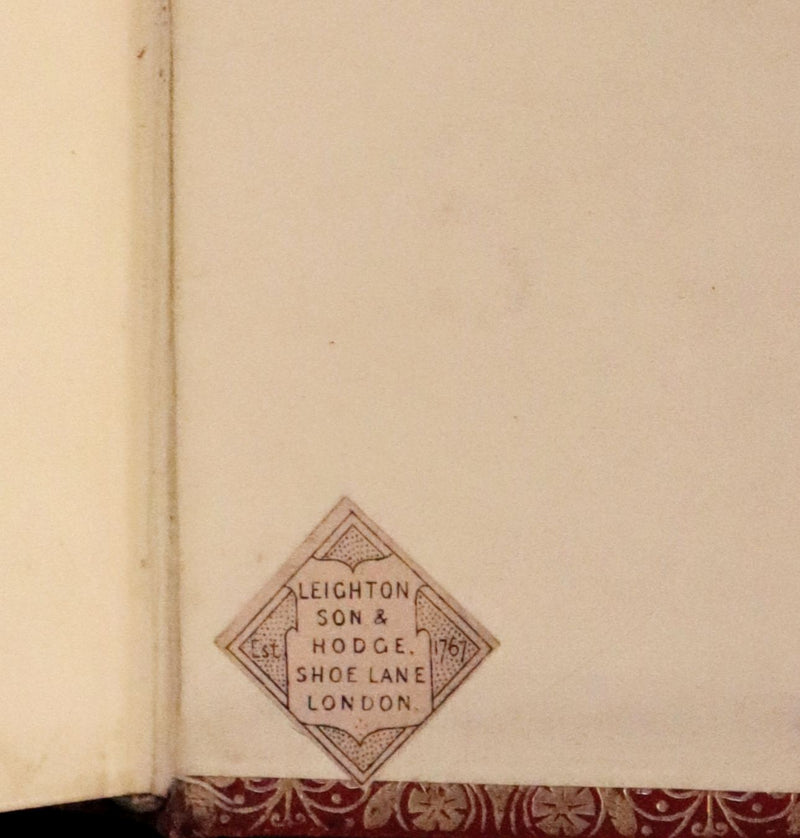 LEIGHTON
SON &
Est. HODGE. 1767
SHOE LANE
LONDON.